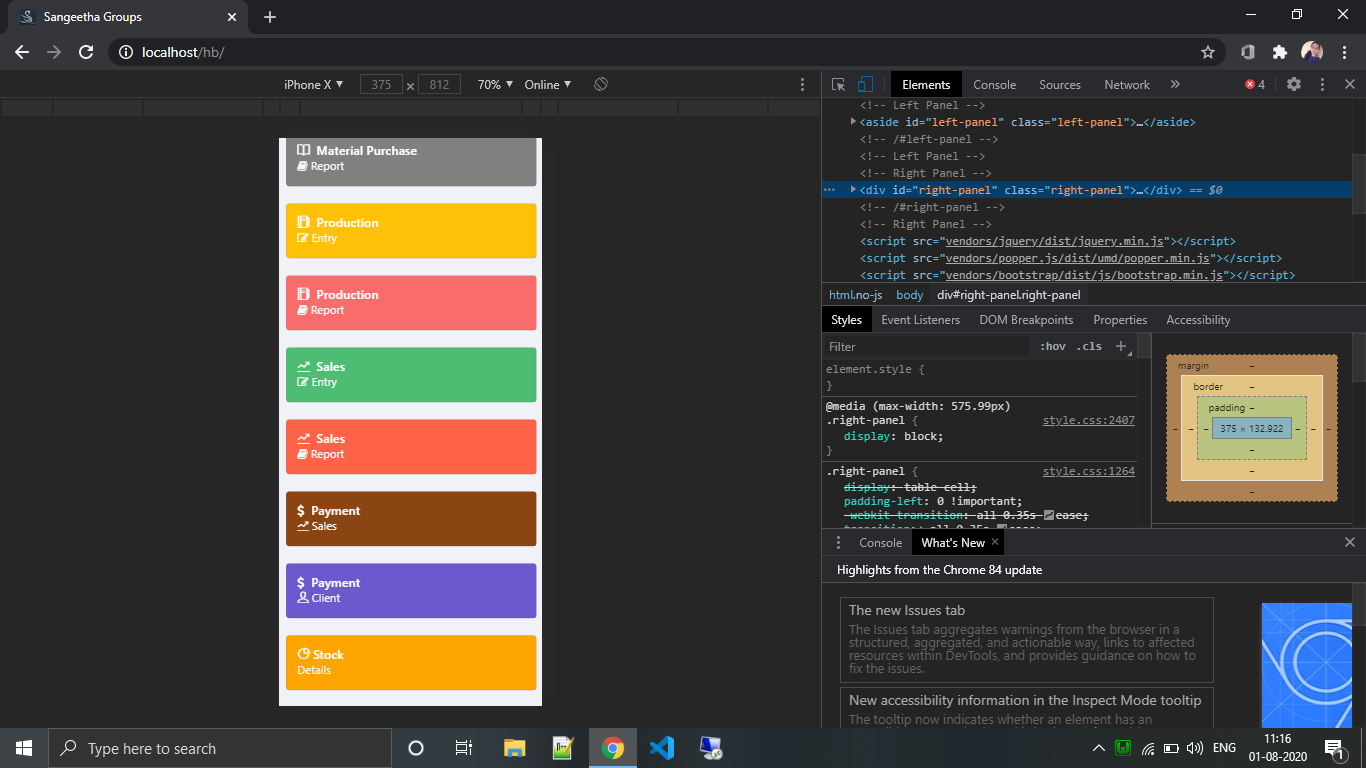 Sangeetha Groups
localhost/hb/
iPhone X ▼ 375 × 812 70% ▼ Online ▼
Material Purchase
Report
Production
Entry
Production
Report
Sales
Entry
Sales
Report
$ Payment
Sales
$ Payment
Client
Stock
Details
Elements Console Sources Network » 4
<!-- Left Panel -->
<aside id="left-panel" class="left-panel">…</aside>
<!-- /#left-panel -->
<!-- Left Panel -->
<!-- Right Panel -->
<div id="right-panel" class="right-panel">…</div> == $0
<!-- /#right-panel -->
<!-- Right Panel -->
<script src="vendors/jquery/dist/jquery.min.js"></script>
<script src="vendors/popper.js/dist/umd/popper.min.js"></script>
<script src="vendors/bootstrap/dist/js/bootstrap.min.js"></script>
html.no-js body div#right-panel.right-panel
Styles Event Listeners DOM Breakpoints Properties Accessibility
Filter :hov .cls +
element.style {
}
@media (max-width: 575.99px)
.right-panel { style.css:2407
display: block;
}
.right-panel { style.css:1264
display: table-cell;
padding-left: 0 !important;
-webkit-transition: all 0.35s ease;
transition: all 0.35s ease;
margin –
border –
padding –
– – – 375 × 132.922 – – –
–
–
–
Console What's New ×
Highlights from the Chrome 84 update
The new Issues tab
The Issues tab aggregates warnings from the browser in a
structured, aggregated, and actionable way, links to affected
resources within DevTools, and provides guidance on how to
fix the issues.
New accessibility information in the Inspect Mode tooltip
The tooltip now indicates whether an element has an
Type here to search
ENG
11:16
01-08-2020
1